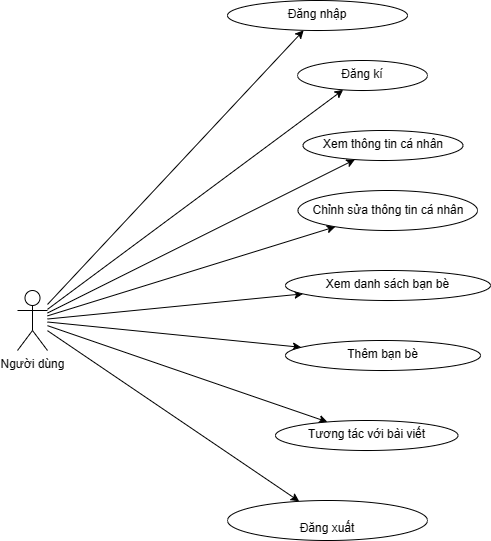 Đăng nhập
Đăng kí
Xem thông tin cá nhân
Chỉnh sửa thông tin cá nhân
Xem danh sách bạn bè
Thêm bạn bè
Người dùng
Tương tác với bài viết
Đăng xuất